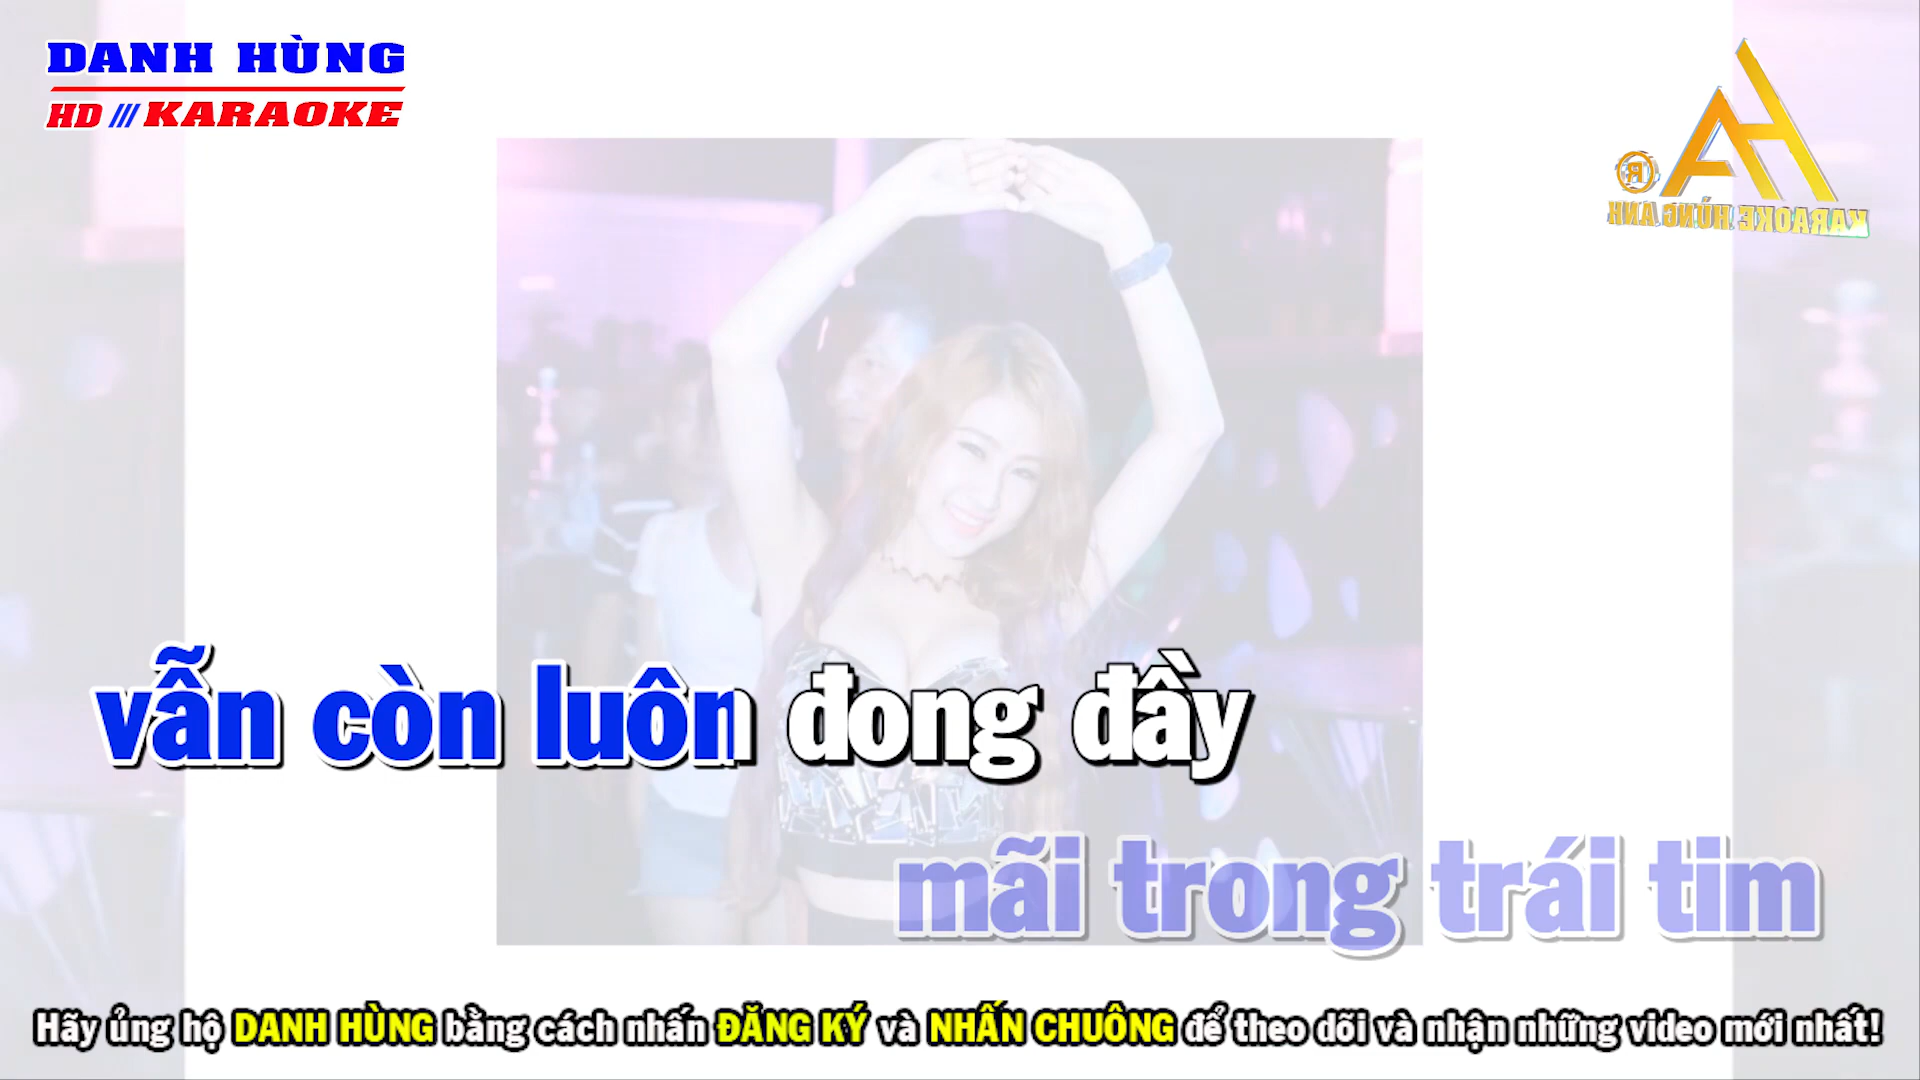 DANH HÙNG
HD /// KARAOKE
HA ®
KARAOKE HÙNG ANH
vẫn còn luôn đong đầy
mãi trong trái tim
Hãy ủng hộ DANH HÙNG bằng cách nhấn ĐĂNG KÝ và NHẤN CHUÔNG để theo dõi và nhận những video mới nhất!